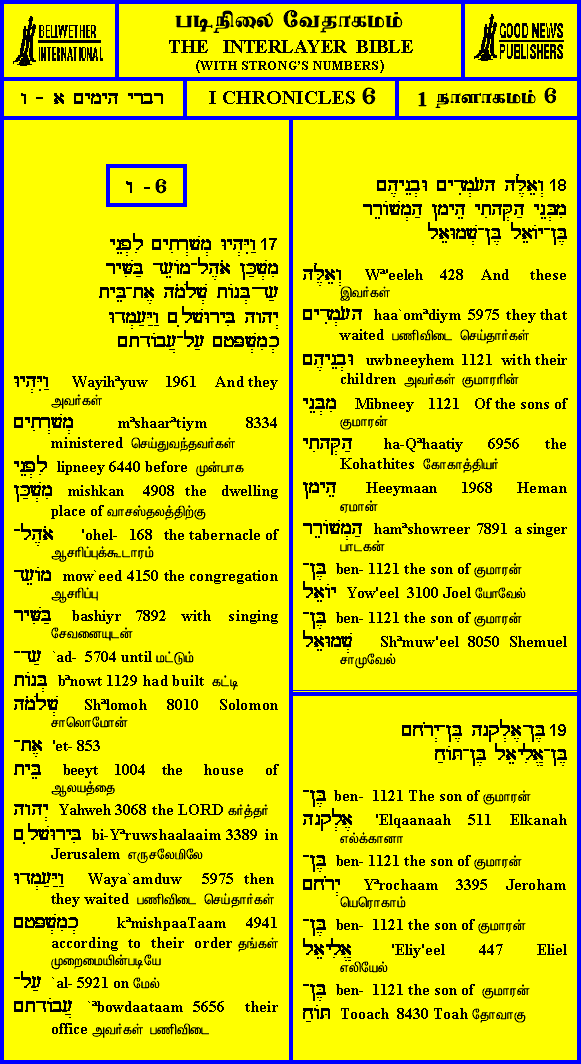 BELLWETHER
INTERNATIONAL
படிநிலை வேதாகமம்
THE INTERLAYER BIBLE
(WITH STRONG'S NUMBERS)
GOOD NEWS
PUBLISHERS
דברי הימים א - ו
I CHRONICLES 6
1 நாளாகமம் 6
6 - ו
17 וַיִּהְיוּ מְשָׁרְתִים לִפְנֵי
מִשְׁכַּן אֹהֶל־מוֹעֵד בַּשִּׁיר
עַד־בְּנוֹת שְׁלֹמֹה אֶת־בֵּית
יְהוָה בִּירוּשָׁלִָם וַיַּעַמְדוּ
כְמִשְׁפָּטָם עַל־עֲבוֹדָתָם
וַיִּהְיוּ Wayihªyuw 1961 And they
அவர்கள்
מְשָׁרְתִים mªshaarªtiym 8334
ministered செய்துவந்தவர்கள்
לִפְנֵי lipneey 6440 before முன்பாக
מִשְׁכַּן mishkan 4908 the dwelling
place of வாசஸ்தலத்திற்கு
אֹהֶל־ 'ohel- 168 the tabernacle of
ஆசரிப்புக்கூடாரம்
מוֹעֵד mow`eed 4150 the congregation
ஆசரிப்பு
בַּשִּׁיר bashiyr 7892 with singing
சேவனையுடன்
עַד־ `ad- 5704 until மட்டும்
בְּנוֹת bªnowt 1129 had built கட்டி
שְׁלֹמֹה Shªlomoh 8010 Solomon
சாலொமோன்
אֶת־ 'et- 853
בֵּית beeyt 1004 the house of
ஆலயத்தை
יְהוָה Yahweh 3068 the LORD கர்த்தர்
בִּירוּשָׁלִָם bi-Yªruwshaalaaim 3389 in
Jerusalem எருசலேமிலே
וַיַּעַמְדוּ Waya`amduw 5975 then
they waited பணிவிடை செய்தார்கள்
כְמִשְׁפָּטָם kªmishpaaTaam 4941
according to their order தங்கள்
முறைமையின்படியே
עַל־ `al- 5921 on மேல்
עֲבוֹדָתָם `ªbowdaataam 5656 their
office அவர்கள் பணிவிடை
18 וְאֵלֶּה הָעֹמְדִים וּבְנֵיהֶם
מִבְּנֵי הַקְּהָתִי הֵימָן הַמְשׁוֹרֵר
בֶּן־יוֹאֵל בֶּן־שְׁמוּאֵל
וְאֵלֶּה Wª'eeleh 428 And these
இவர்கள்
הָעֹמְדִים haa`omªdiym 5975 they that
waited பணிவிடை செய்தார்கள்
וּבְנֵיהֶם uwbneeyhem 1121 with their
children அவர்கள் குமாரரின்
מִבְּנֵי Mibneey 1121 Of the sons of
குமாரன்
הַקְּהָתִי ha-Qªhaatiy 6956 the
Kohathites கோகாத்தியர்
הֵימָן Heeymaan 1968 Heman
ஏமான்
הַמְשׁוֹרֵר hamªshowreer 7891 a singer
பாடகன்
בֶּן־ ben- 1121 the son of குமாரன்
יוֹאֵל Yow'eel 3100 Joel யோவேல்
בֶּן־ ben- 1121 the son of குமாரன்
שְׁמוּאֵל Shªmuw'eel 8050 Shemuel
சாமுவேல்
19 בֶּן־אֶלְקָנָה בֶּן־יְרֹחָם
בֶּן־אֱלִיאֵל בֶּן־תּוֹחַ
בֶּן־ ben- 1121 The son of குமாரன்
אֶלְקָנָה 'Elqaanaah 511 Elkanah
எல்க்கானா
בֶּן־ ben- 1121 the son of குமாரன்
יְרֹחָם Yªrochaam 3395 Jeroham
யெரொகாம்
בֶּן־ ben- 1121 the son of குமாரன்
אֱלִיאֵל 'Eliy'eel 447 Eliel
எலியேல்
בֶּן־ ben- 1121 the son of குமாரன்
תּוֹחַ Tooach 8430 Toah தோவாகு